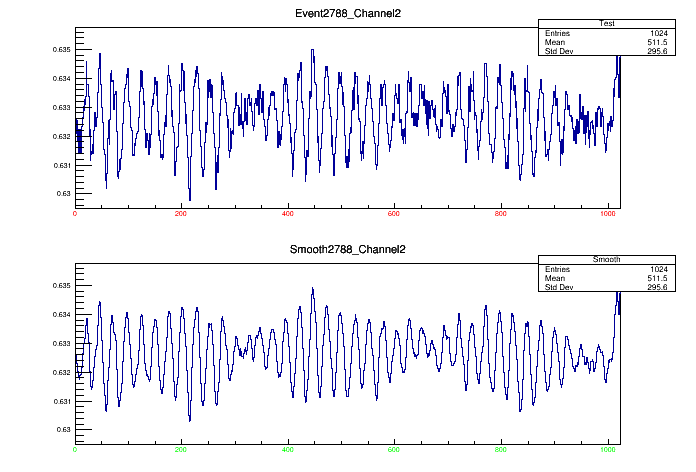 Event2788_Channel2
Test
Entries 1024
Mean 511.5
Std Dev 295.6
0.635
0.634
0.633
0.632
0.631
0.63
0 200 400 600 800 1000
Smooth2788_Channel2
Smooth
Entries 1024
Mean 511.5
Std Dev 295.6
0.635
0.634
0.633
0.632
0.631
0.63
0 200 400 600 800 1000